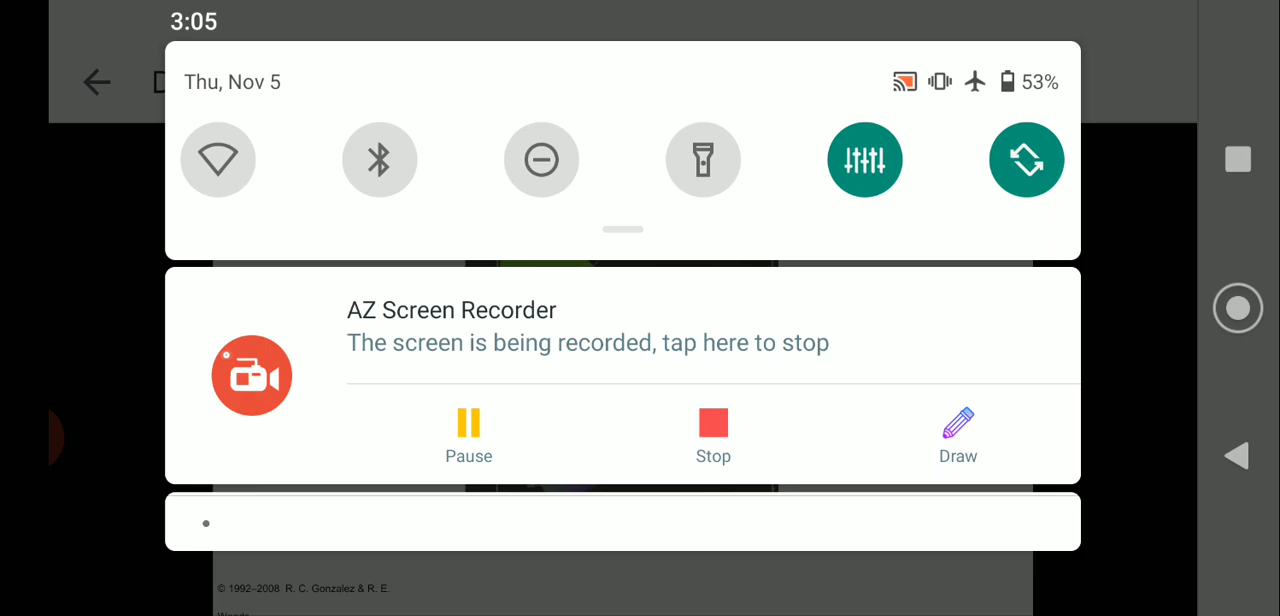 3:05
Thu, Nov 5
53%
AZ Screen Recorder
The screen is being recorded, tap here to stop
Pause
Stop
Draw
© 1992–2008 R. C. Gonzalez & R. E.
Woods